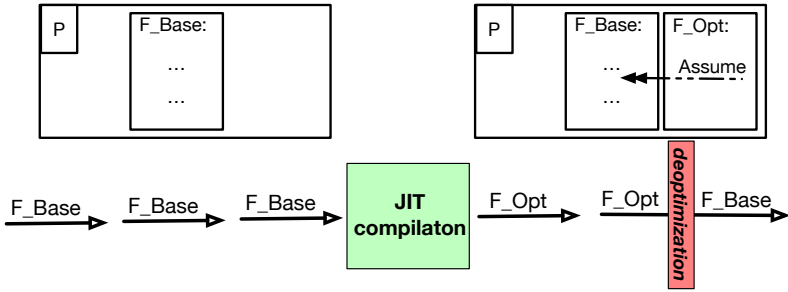 P
F_Base:
...
...
P
F_Base:
...
...
F_Opt:
Assume
F_Base
F_Base
F_Base
JIT
compilaton
F_Opt
F_Opt
deoptimization
F_Base